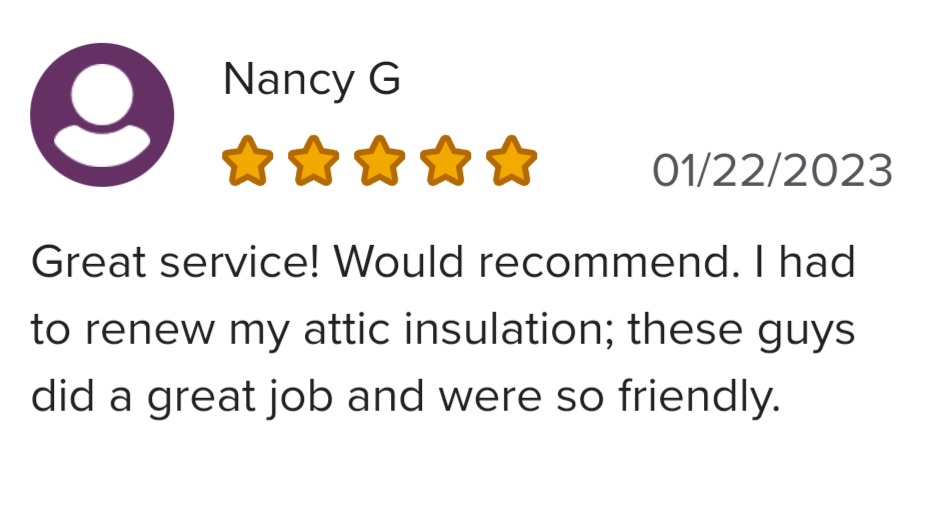 Nancy G
01/22/2023
Great service! Would recommend. I had
to renew my attic insulation; these guys
did a great job and were so friendly.